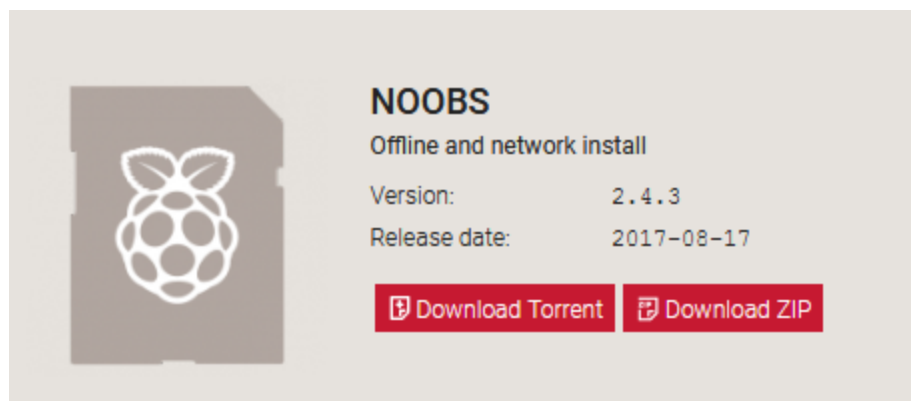 NOOBS
Offline and network install
Version: 2.4.3
Release date: 2017-08-17
Download Torrent Download ZIP